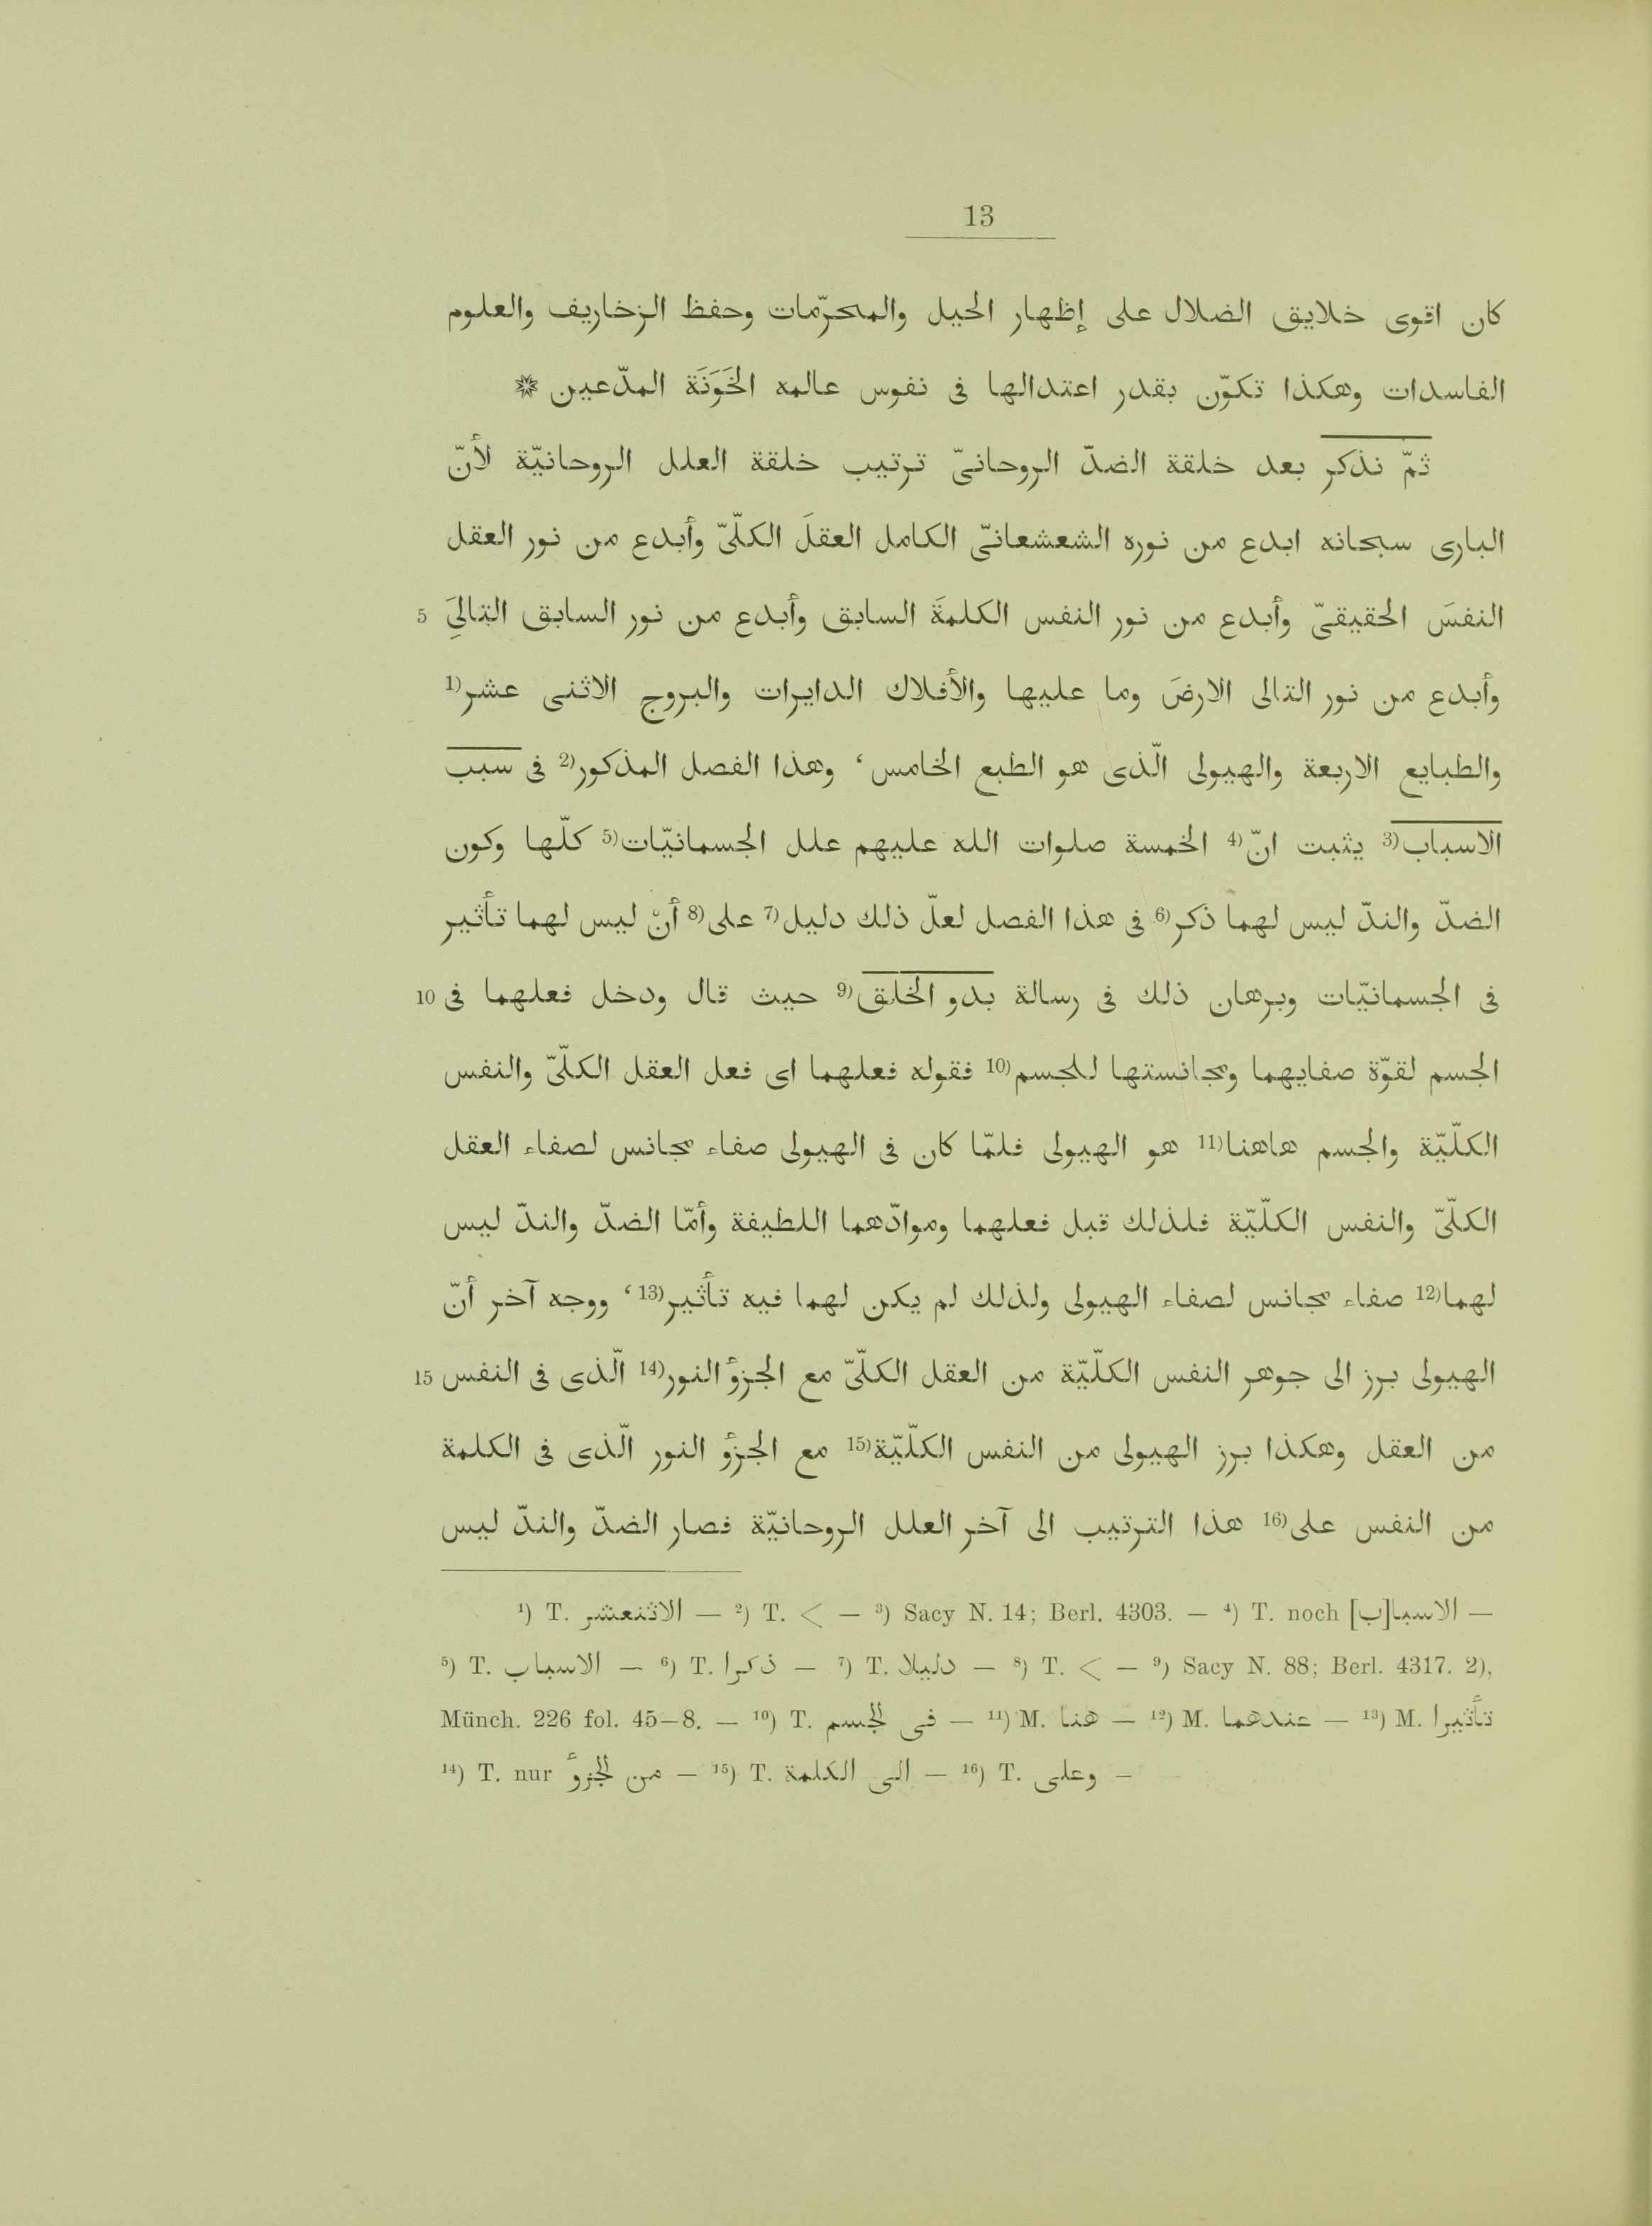 13
كان اقوى خلايق الضلال على إظهار الحيل والمحرّمات وحفظ الزخاريف والعلوم
الفاسدات وهكذا تكوّن بقدر اعتدالها فى نفوس عالمه الخَوَنَة المدّعين *
ثمّ نذكر بعد خلقة الضدّ الروحانىّ ترتيب خلقة العلل الروحانيّة لأنّ
البارى سبحانه ابدع من نوره الشعشعانىّ الكامل العقلَ الكلّىّ وأبدع من نور العقل
النفسَ الحقيقىّ وأبدع من نور النفس الكلمةَ السابق وأبدع من نور السابق التالىَ 5
وأبدع من نور التالى الارضَ وما عليها والأفلاك الدايرات والبروج الاثنى عشر(1
والطبايع الاربعة والهيولى الّذى هو الطبع الخامس، وهذا الفصل المذكور(2 فى سبب
الاسباب(3 يثبت انّ(4 الخمسة صلوات الله عليهم علل الجسمانيّات(5 كلّها وكون
الضدّ والندّ ليس لهما ذكر(6 فى هذا الفصل لعلّ ذلك دليل(7 على(8 أنْ ليس لهما تأثير
فى الجسمانيّات وبرهان ذلك فى رسالة بدو الخلق(9 حيث قال ودخل فعلهما فى 10
الجسم لقوّة صفايهما ومجانستها للجسم(10 فقوله فعلهما اى فعل العقل الكلّىّ والنفس
الكلّيّة والجسم هاهنا(11 هو الهيولى فلمّا كان فى الهيولى صفاء مجانس لصفاء العقل
الكلّىّ والنفس الكلّيّة فلذلك قبل فعلهما وموادّهما اللطيفة وأمّا الضدّ والندّ ليس
لهما(12 صفاء مجانس لصفاء الهيولى ولذلك لم يكن لهما فيه تأثير(13، ووجه آخر أنّ
الهيولى برز الى جوهر النفس الكلّيّة من العقل الكلّىّ مع الجزؤ النور(14 الّذى فى النفس 15
من العقل وهكذا برز الهيولى من النفس الكلّيّة(15 مع الجزؤ النور الّذى فى الكلمة
من النفس على(16 هذا الترتيب الى آخر العلل الروحانيّة فصار الضدّ والندّ ليس
¹) T. الاثنعشر — ²) T. < — ³) Sacy N. 14; Berl. 4303. — ⁴) T. noch الاسبا[ب] —
⁵) T. الاسباب — ⁶) T. ذكرا — ⁷) T. دليلا — ⁸) T. < — ⁹) Sacy N. 88; Berl. 4317. 2),
Münch. 226 fol. 45–8. — ¹⁰) T. فى الجسم — ¹¹) M. هنا — ¹²) M. عندهما — ¹³) M. تأثيرا
¹⁴) T. nur من الجزؤ — ¹⁵) T. الى الكلمة — ¹⁶) T. وعلى —